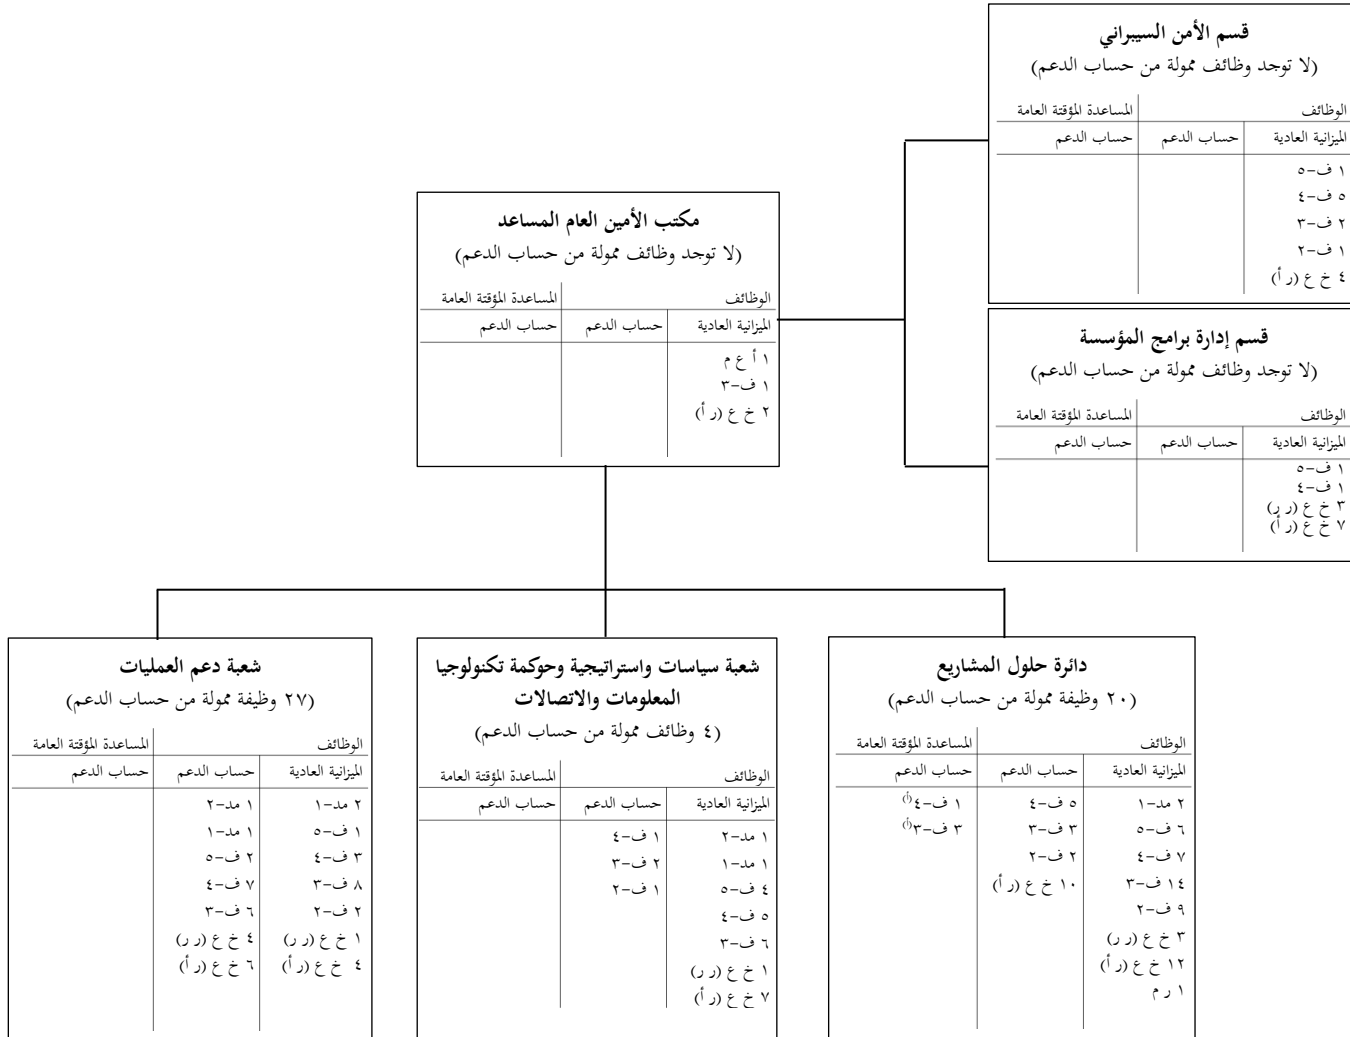 قسم الأمن السيبراني
(لا توجد وظائف ممولة من حساب الدعم)
الوظائف المساعدة المؤقتة العامة
الميزانية العادية حساب الدعم حساب الدعم
١ ف-٥
٥ ف-٤
٢ ف-٣
١ ف-٢
٤ خ ع (ر أ)
مكتب الأمين العام المساعد
(لا توجد وظائف ممولة من حساب الدعم)
الوظائف المساعدة المؤقتة العامة
الميزانية العادية حساب الدعم حساب الدعم
١ أ ع م
١ ف-٣
٢ خ ع (ر أ)
قسم إدارة برامج المؤسسة
(لا توجد وظائف ممولة من حساب الدعم)
الوظائف المساعدة المؤقتة العامة
الميزانية العادية حساب الدعم حساب الدعم
١ ف-٥
١ ف-٤
٣ خ ع (ر ر)
٧ خ ع (ر أ)
دائرة حلول المشاريع
(٢٠ وظيفة ممولة من حساب الدعم)
الوظائف المساعدة المؤقتة العامة
الميزانية العادية حساب الدعم حساب الدعم
٢ مد-١ ٥ ف-٤ ١ ف-٤(أ)
٦ ف-٥ ٣ ف-٣ ٣ ف-٣(أ)
٧ ف-٤ ٢ ف-٢
١٤ ف-٣ ١٠ خ ع (ر أ)
٩ ف-٢
٣ خ ع (ر ر)
١٢ خ ع (ر أ)
١ ر م
شعبة سياسات واستراتيجية وحوكمة تكنولوجيا
المعلومات والاتصالات
(٤ وظائف ممولة من حساب الدعم)
الوظائف المساعدة المؤقتة العامة
الميزانية العادية حساب الدعم حساب الدعم
١ مد-٢ ١ ف-٤
١ مد-١ ٢ ف-٣
٤ ف-٥ ١ ف-٢
٥ ف-٤
٦ ف-٣
١ خ ع (ر ر)
٧ خ ع (ر أ)
شعبة دعم العمليات
(٢٧ وظيفة ممولة من حساب الدعم)
الوظائف المساعدة المؤقتة العامة
الميزانية العادية حساب الدعم حساب الدعم
٢ مد-١ ١ مد-٢
١ ف-٥ ١ مد-١
٣ ف-٤ ٢ ف-٥
٨ ف-٣ ٧ ف-٤
٢ ف-٢ ٦ ف-٣
١ خ ع (ر ر) ٤ خ ع (ر ر)
٤ خ ع (ر أ) ٦ خ ع (ر أ)